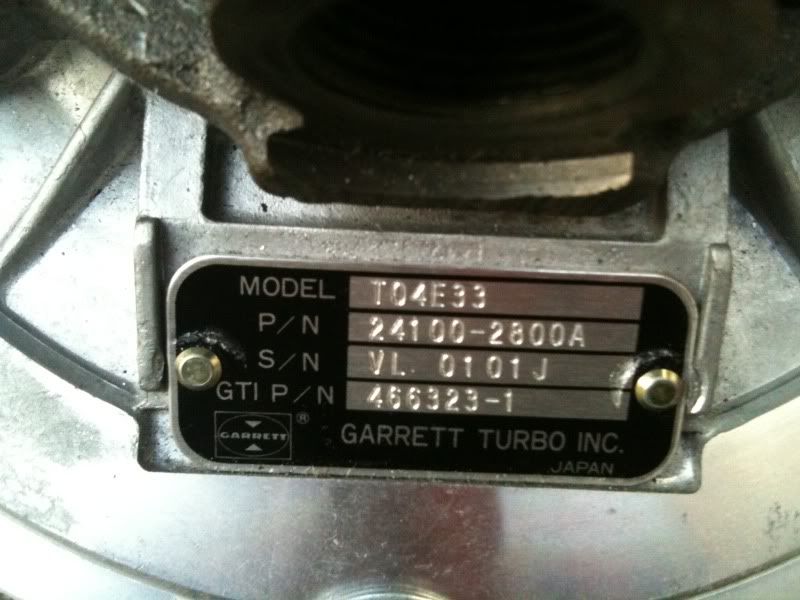 MODEL T04E33
P/N 24100-2800A
S/N VL 0101J
GTI P/N 466323-1
GARRETT ® GARRETT TURBO INC.
JAPAN